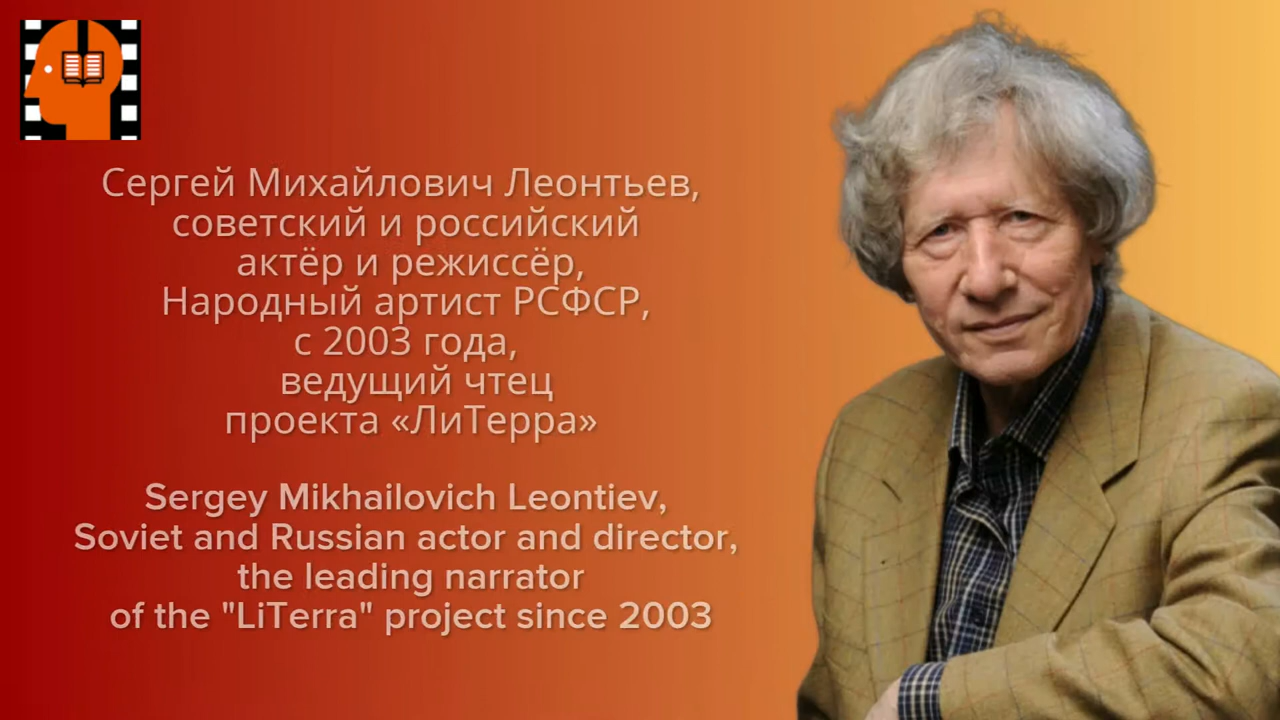 Сергей Михайлович Леонтьев,
советский и российский
актёр и режиссёр,
Народный артист РСФСР,
с 2003 года,
ведущий чтец
проекта «ЛиТерра»
Sergey Mikhailovich Leontiev,
Soviet and Russian actor and director,
the leading narrator
of the "LiTerra" project since 2003